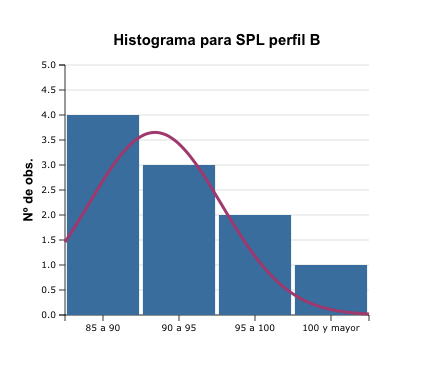 Histograma para SPL perfil B
Nº de obs.
5.0
4.5
4.0
3.5
3.0
2.5
2.0
1.5
1.0
0.5
0.0
85 a 90
90 a 95
95 a 100
100 y mayor